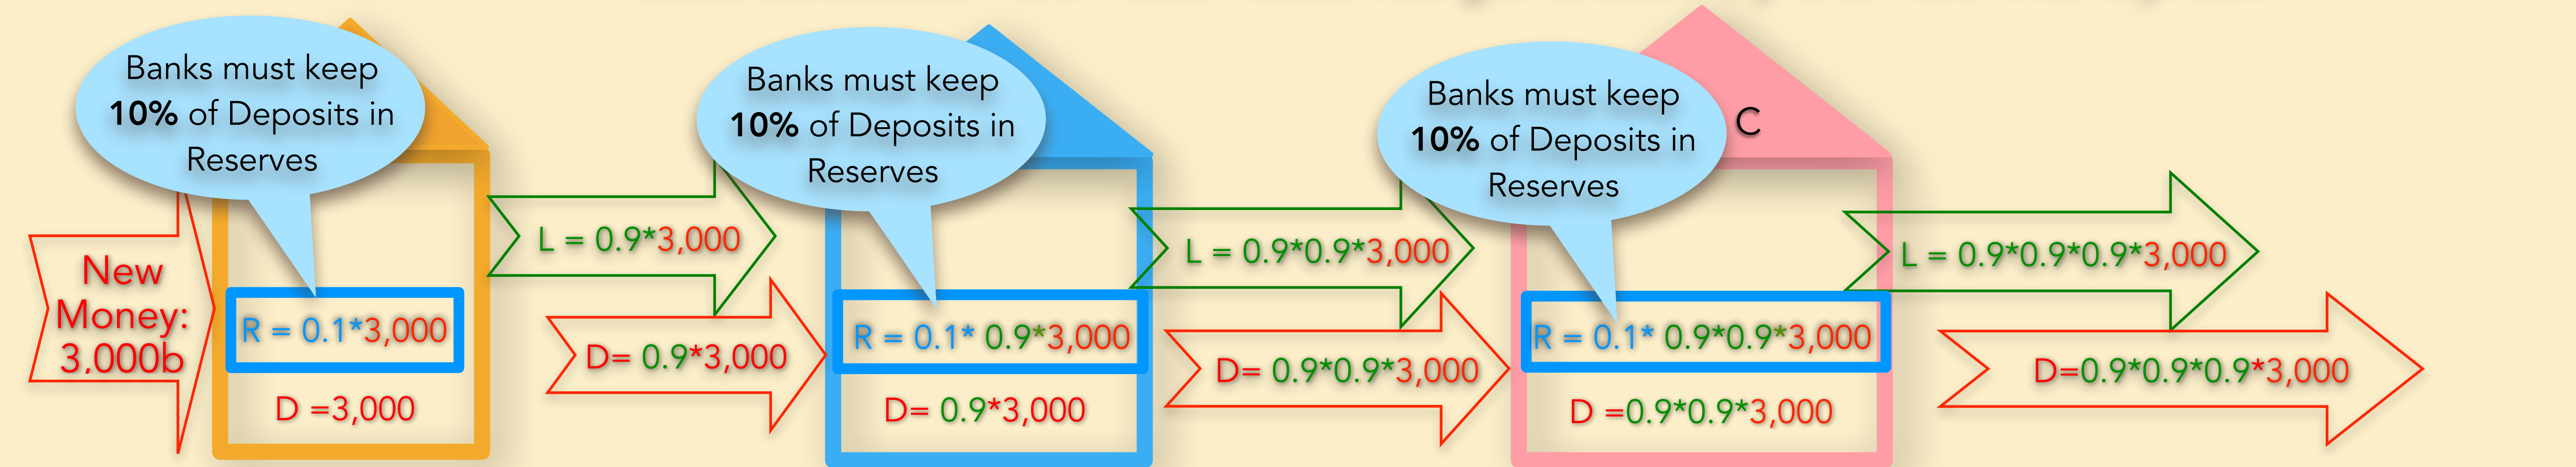 Banks must keep
10% of Deposits in
Reserves
New
Money:
3,000b
R = 0.1*3,000
D =3,000
L = 0.9*3,000
D= 0.9*3,000
Banks must keep
10% of Deposits in
Reserves
R = 0.1* 0.9*3,000
D= 0.9*3,000
L = 0.9*0.9*3,000
D= 0.9*0.9*3,000
Banks must keep
10% of Deposits in
Reserves
C
R = 0.1* 0.9*0.9*3,000
D =0.9*0.9*3,000
L = 0.9*0.9*0.9*3,000
D=0.9*0.9*0.9*3,000